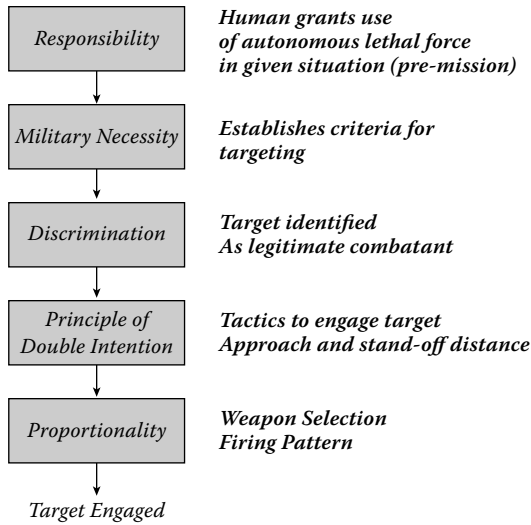 Responsibility
Human grants use
of autonomous lethal force
in given situation (pre-mission)
Military Necessity
Establishes criteria for
targeting
Discrimination
Target identified
As legitimate combatant
Principle of
Double Intention
Tactics to engage target
Approach and stand-off distance
Proportionality
Weapon Selection
Firing Pattern
Target Engaged